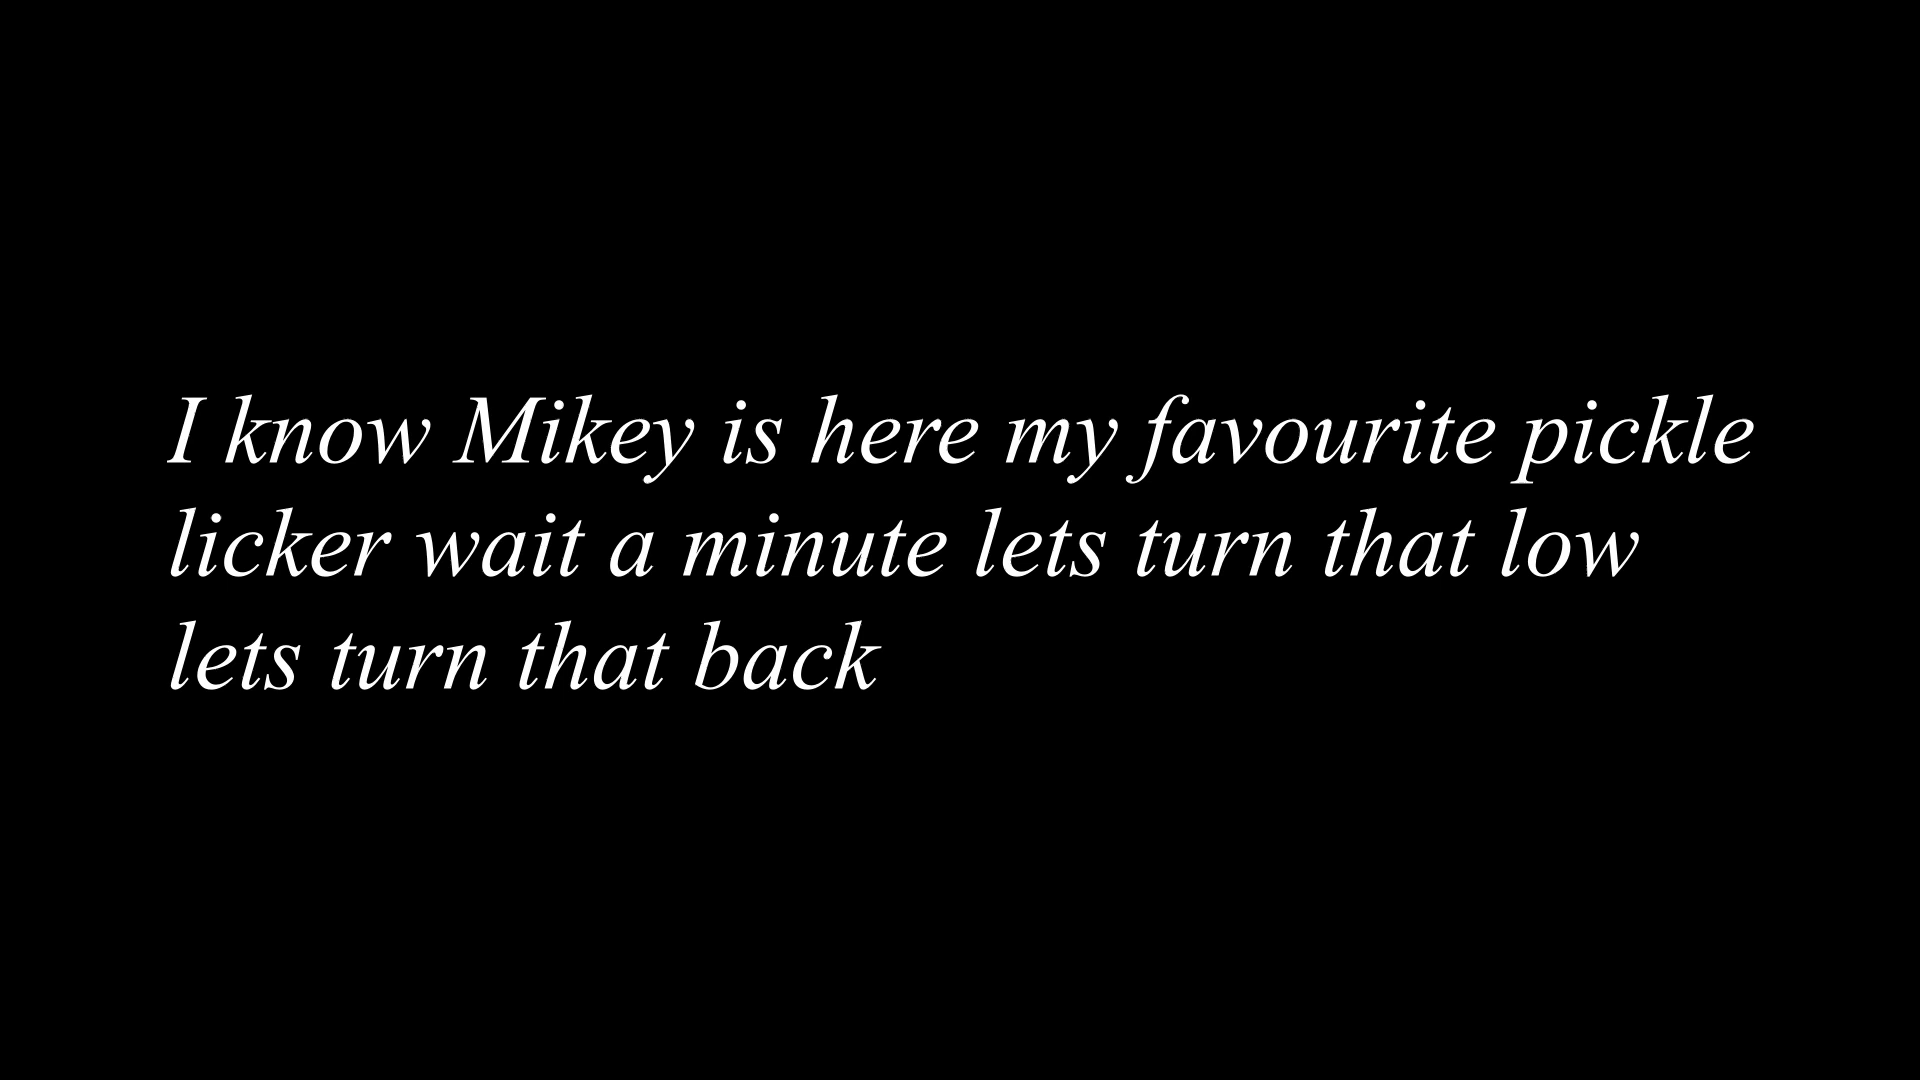 I know Mikey is here my favourite pickle
licker wait a minute lets turn that low
lets turn that back